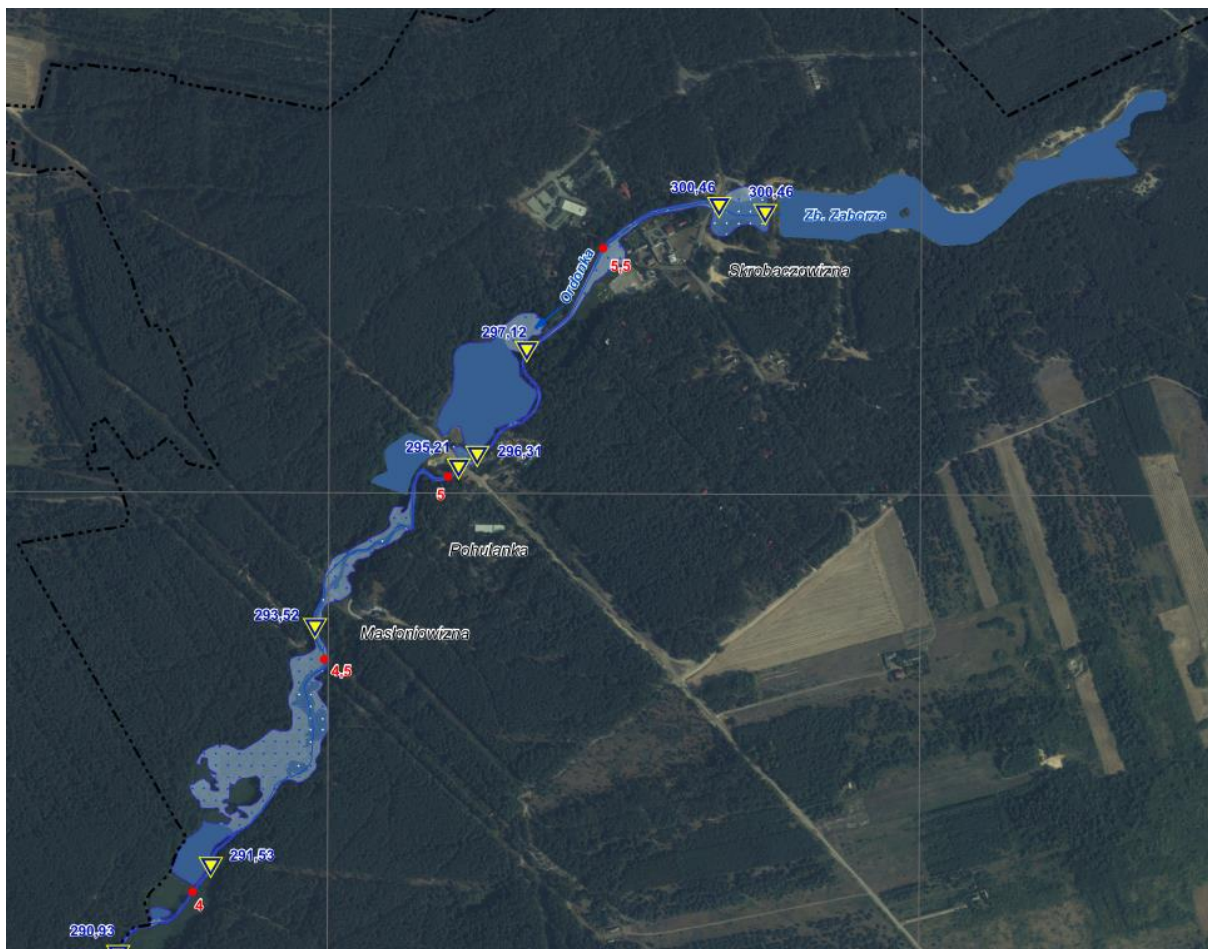 300,46
300,46
Zb. Zaborze
Ordonka
5,5
Skrobaczowizna
297,12
295,21
296,31
5
Pohulanka
293,52
Masłoniowizna
4,5
291,53
4
290,93